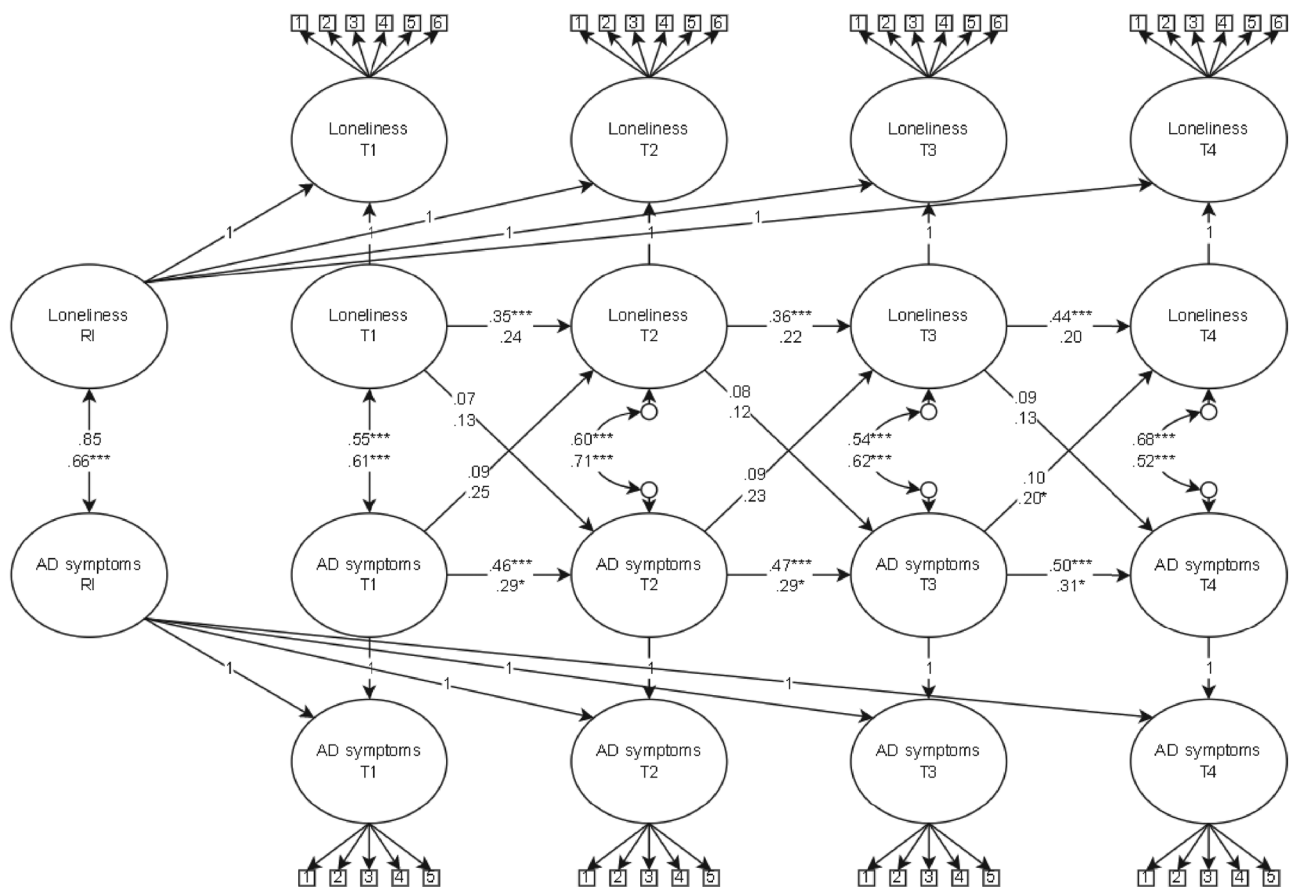 1 2 3 4 5 6 1 2 3 4 5 6 1 2 3 4 5 6 1 2 3 4 5 6
Loneliness Loneliness Loneliness Loneliness
T1 T2 T3 T4
1 1 1 1
1 1 1 1
Loneliness Loneliness Loneliness Loneliness Loneliness
RI T1 T2 T3 T4
.35*** .36*** .44***
.24 .22 .20
.07 .08 .09
.13 .12 .13
.85 .55*** .60*** .54*** .68***
.66*** .61*** .71*** .62*** .52***
.09 .09 .10
.25 .23 .20*
AD symptoms AD symptoms AD symptoms AD symptoms AD symptoms
RI T1 T2 T3 T4
.46*** .47*** .50***
.29* .29* .31*
1 1 1 1
1 1 1 1
AD symptoms AD symptoms AD symptoms AD symptoms
T1 T2 T3 T4
1 2 3 4 5 1 2 3 4 5 1 2 3 4 5 1 2 3 4 5